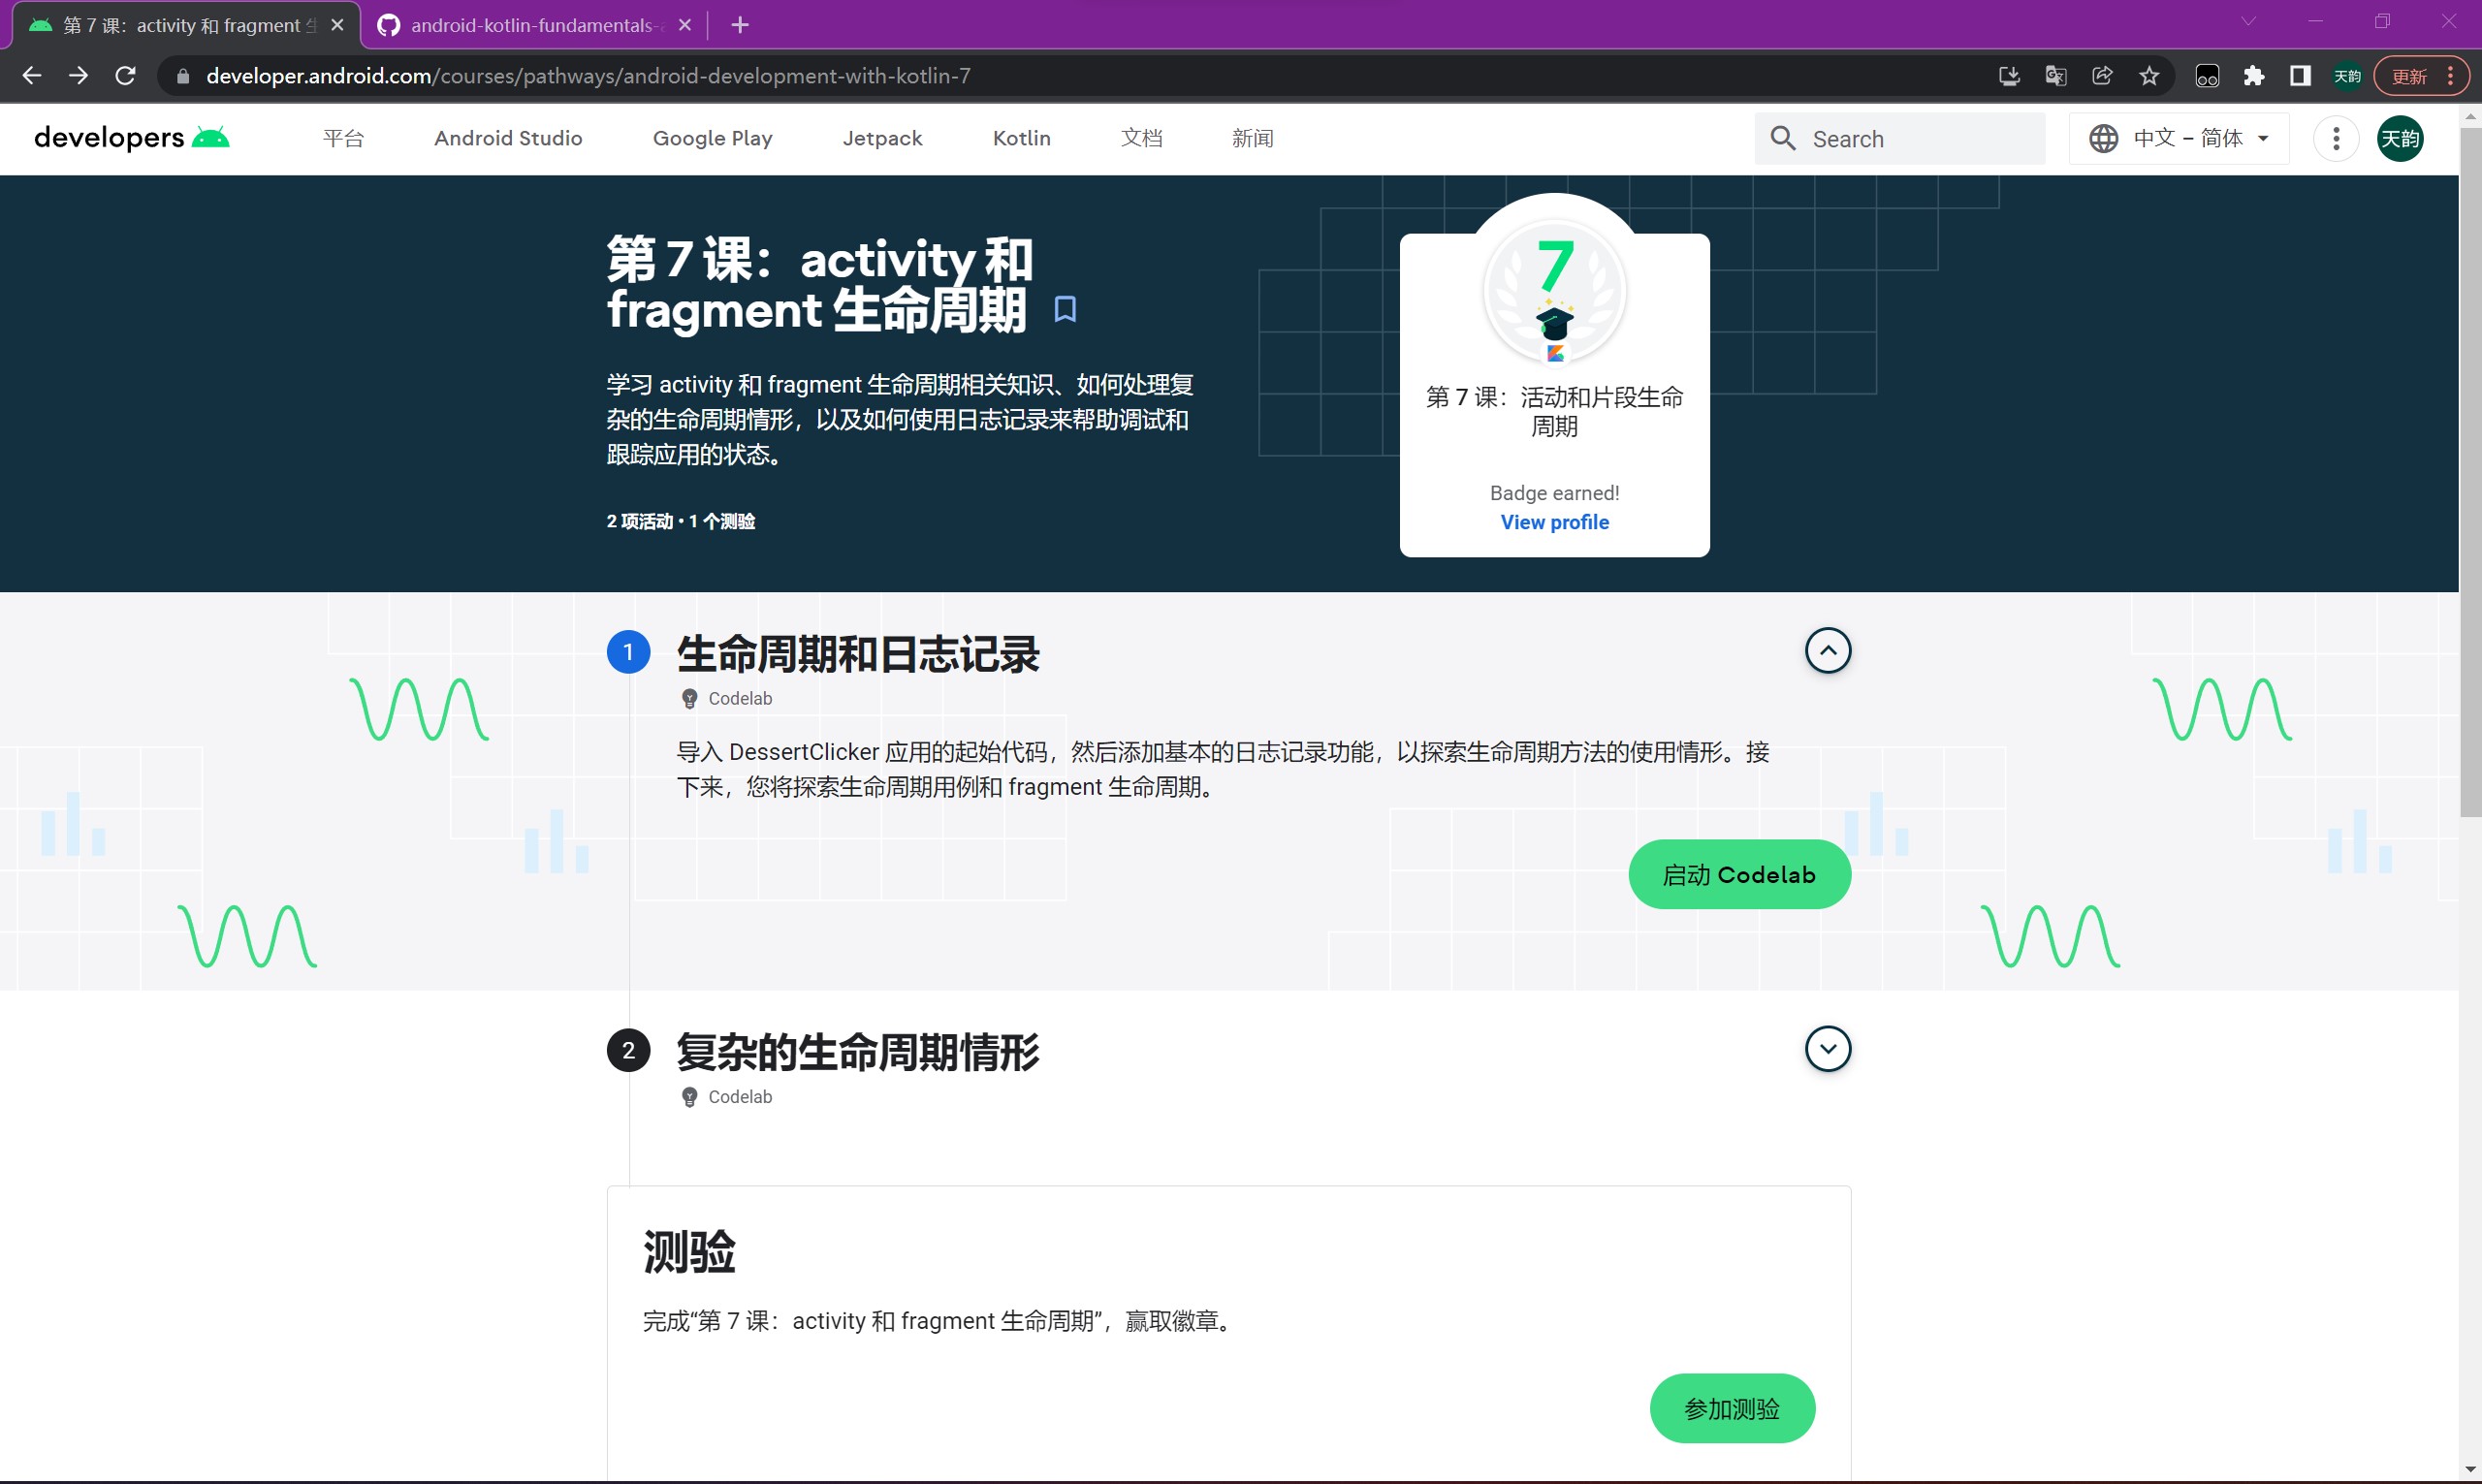 第 7 课：activity 和 fragment 生
android-kotlin-fundamentals-a
developer.android.com/courses/pathways/android-development-with-kotlin-7
天韵
更新
developers
平台
Android Studio
Google Play
Jetpack
Kotlin
文档
新闻
Search
中文 – 简体
天韵
第 7 课：activity 和
fragment 生命周期
学习 activity 和 fragment 生命周期相关知识、如何处理复
杂的生命周期情形，以及如何使用日志记录来帮助调试和
跟踪应用的状态。
2 项活动 • 1 个测验
7
第 7 课：活动和片段生命
周期
Badge earned!
View profile
1
生命周期和日志记录
Codelab
导入 DessertClicker 应用的起始代码，然后添加基本的日志记录功能，以探索生命周期方法的使用情形。接
下来，您将探索生命周期用例和 fragment 生命周期。
启动 Codelab
2
复杂的生命周期情形
Codelab
测验
完成“第 7 课：activity 和 fragment 生命周期”，赢取徽章。
参加测验